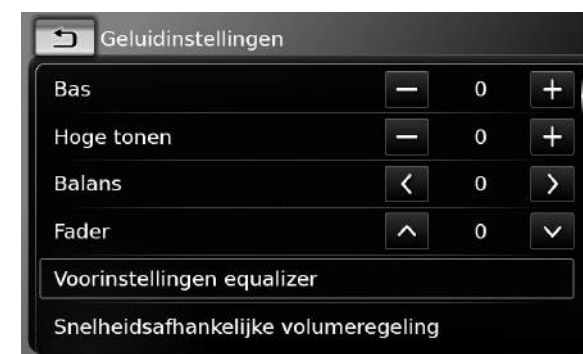 Geluidinstellingen
Bas − 0 +
Hoge tonen − 0 +
Balans < 0 >
Fader ^ 0 v
Voorinstellingen equalizer
Snelheidsafhankelijke volumeregeling